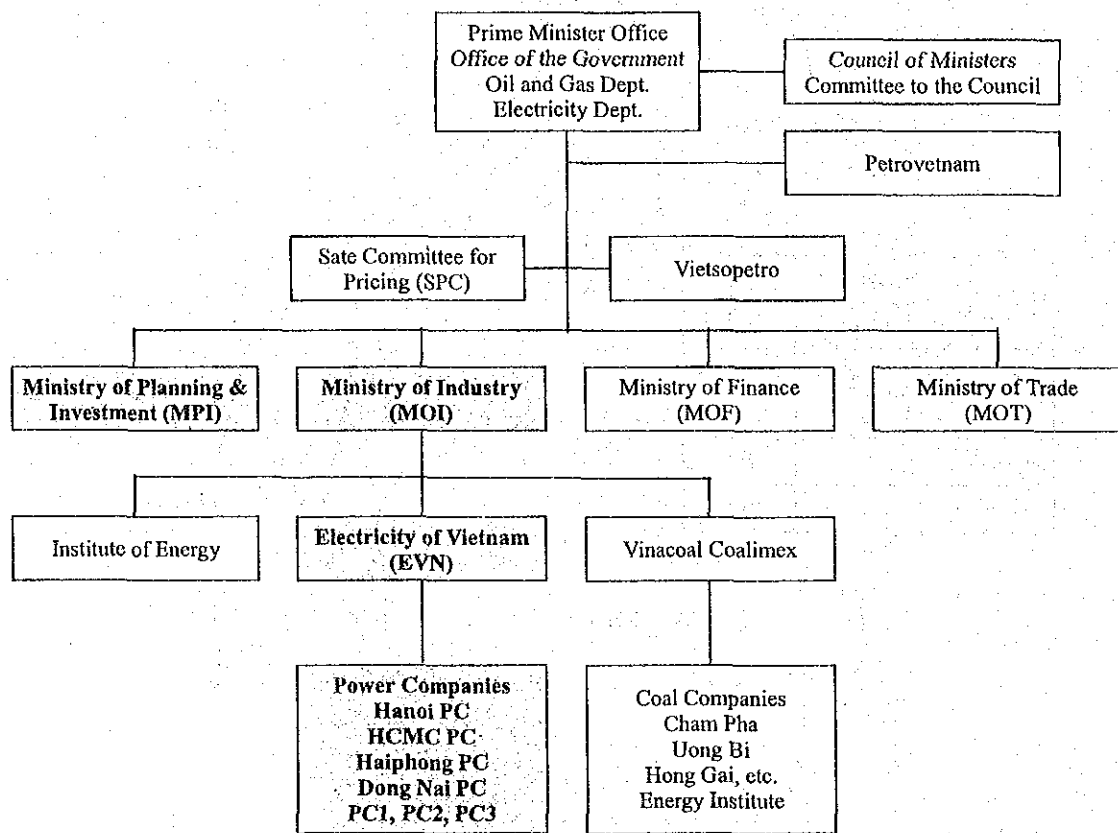 Prime Minister Office
Office of the Government
Oil and Gas Dept.
Electricity Dept.
Council of Ministers
Committee to the Council
Petrovetnam
Sate Committee for
Pricing (SPC)
Vietsopetro
Ministry of Planning &
Investment (MPI)
Ministry of Industry
(MOI)
Ministry of Finance
(MOF)
Ministry of Trade
(MOT)
Institute of Energy
Electricity of Vietnam
(EVN)
Vinacoal Coalimex
Power Companies
Hanoi PC
HCMC PC
Haiphong PC
Dong Nai PC
PC1, PC2, PC3
Coal Companies
Cham Pha
Uong Bi
Hong Gai, etc.
Energy Institute